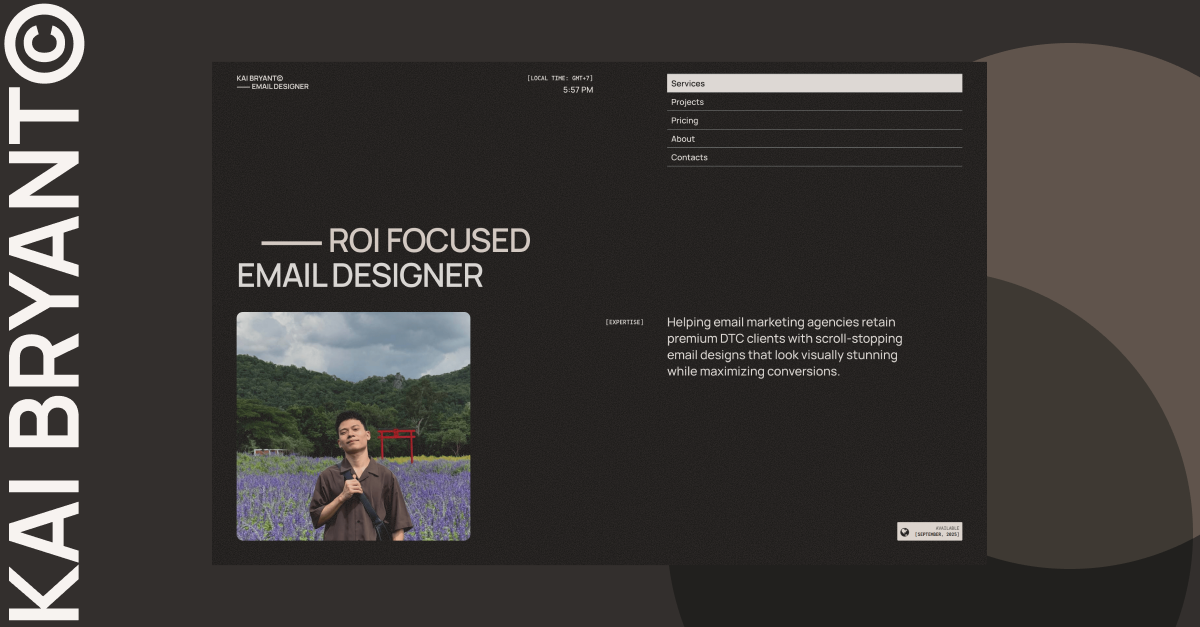 KAI BRYANT©
KAI BRYANT©
—— EMAIL DESIGNER
[LOCAL TIME: GMT+7]
5:57 PM
Services
Projects
Pricing
About
Contacts
—— ROI FOCUSED
EMAIL DESIGNER
[EXPERTISE]
Helping email marketing agencies retain
premium DTC clients with scroll-stopping
email designs that look visually stunning
while maximizing conversions.
AVAILABLE
[SEPTEMBER, 2025]